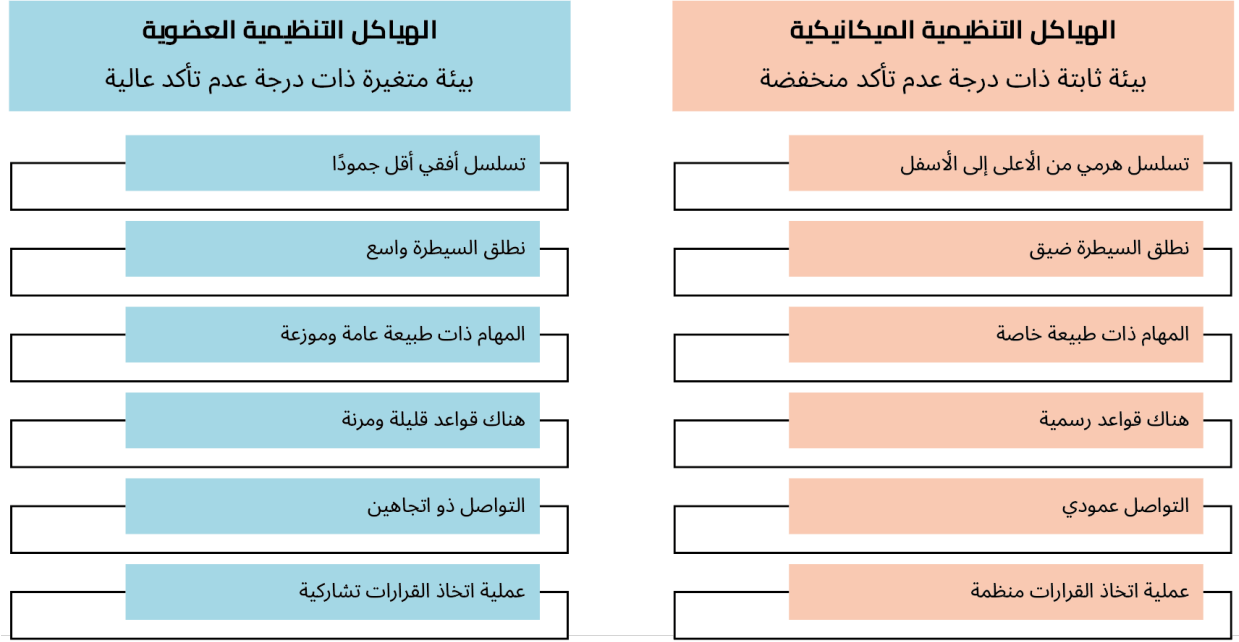 الهياكل التنظيمية الميكانيكية
بيئة ثابتة ذات درجة عدم تأكد منخفضة
تسلسل هرمي من الأعلى إلى الأسفل
نطلق السيطرة ضيق
المهام ذات طبيعة خاصة
هناك قواعد رسمية
التواصل عمودي
عملية اتخاذ القرارات منظمة
الهياكل التنظيمية العضوية
بيئة متغيرة ذات درجة عدم تأكد عالية
تسلسل أفقي أقل جمودًا
نطلق السيطرة واسع
المهام ذات طبيعة عامة وموزعة
هناك قواعد قليلة ومرنة
التواصل ذو اتجاهين
عملية اتخاذ القرارات تشاركية